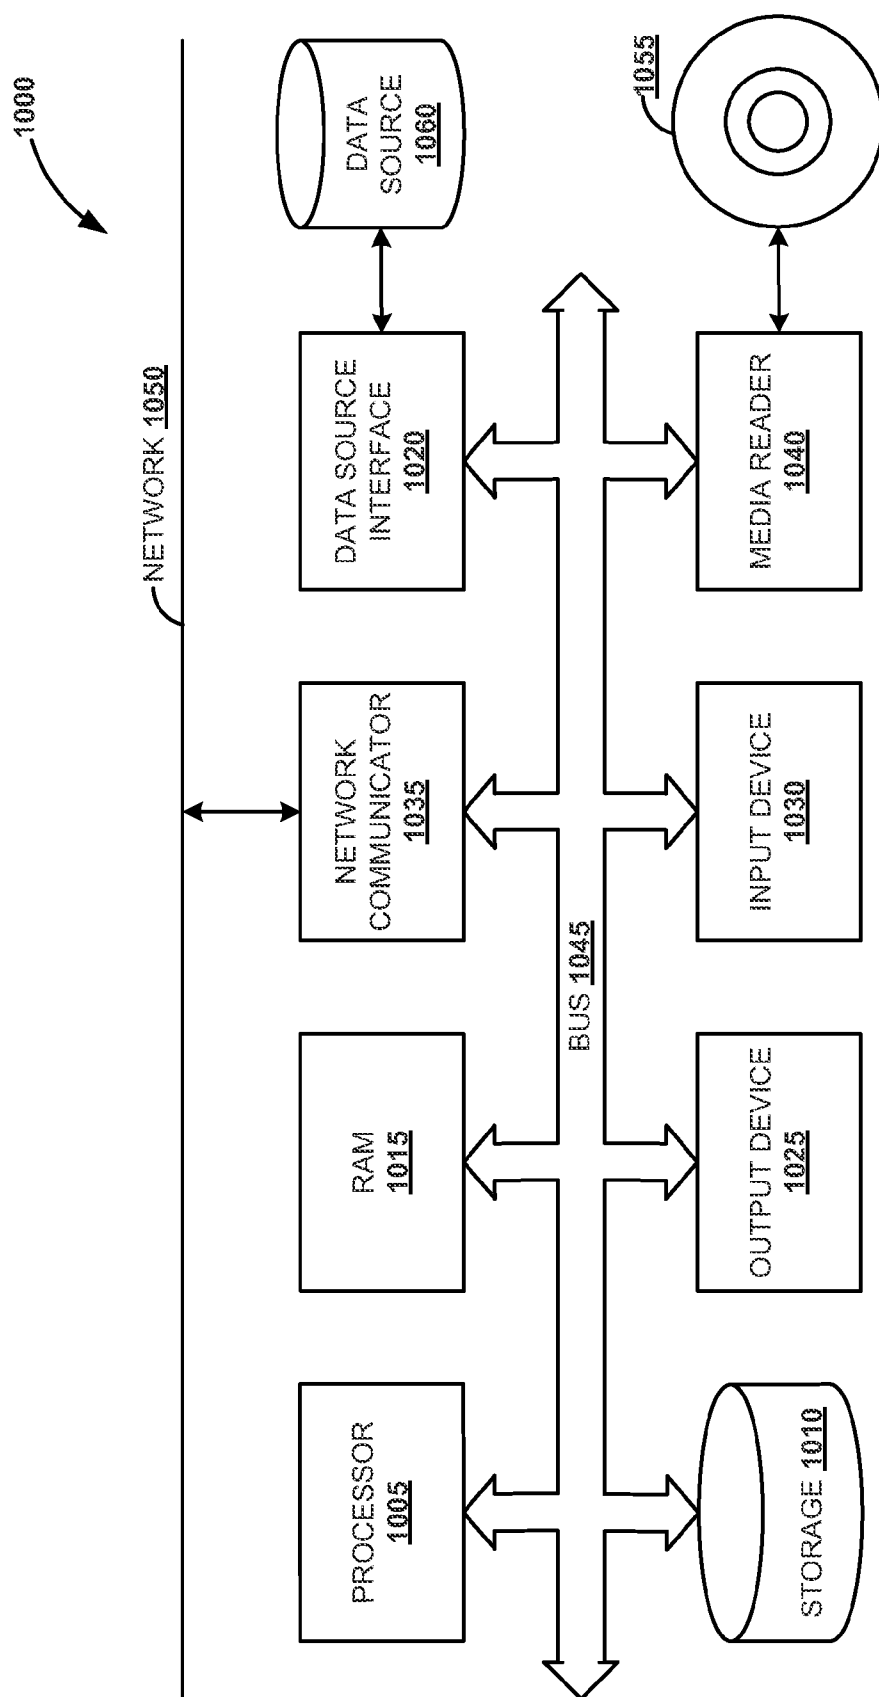 1000
NETWORK 1050
PROCESSOR
1005
RAM
1015
NETWORK
COMMUNICATOR
1035
DATA SOURCE
INTERFACE
1020
DATA
SOURCE
1060
BUS 1045
STORAGE 1010
OUTPUT DEVICE
1025
INPUT DEVICE
1030
MEDIA READER
1040
1055